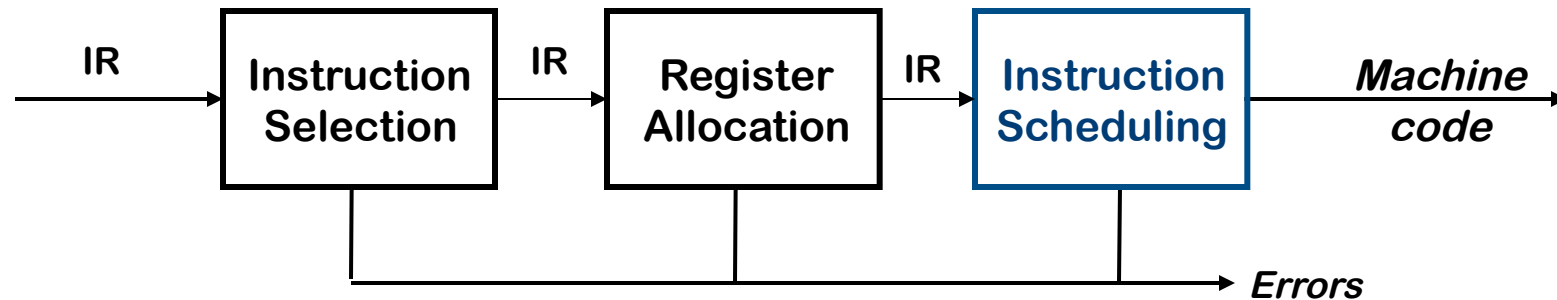 IR
Instruction
Selection
IR
Register
Allocation
IR
Instruction
Scheduling
Machine
code
Errors